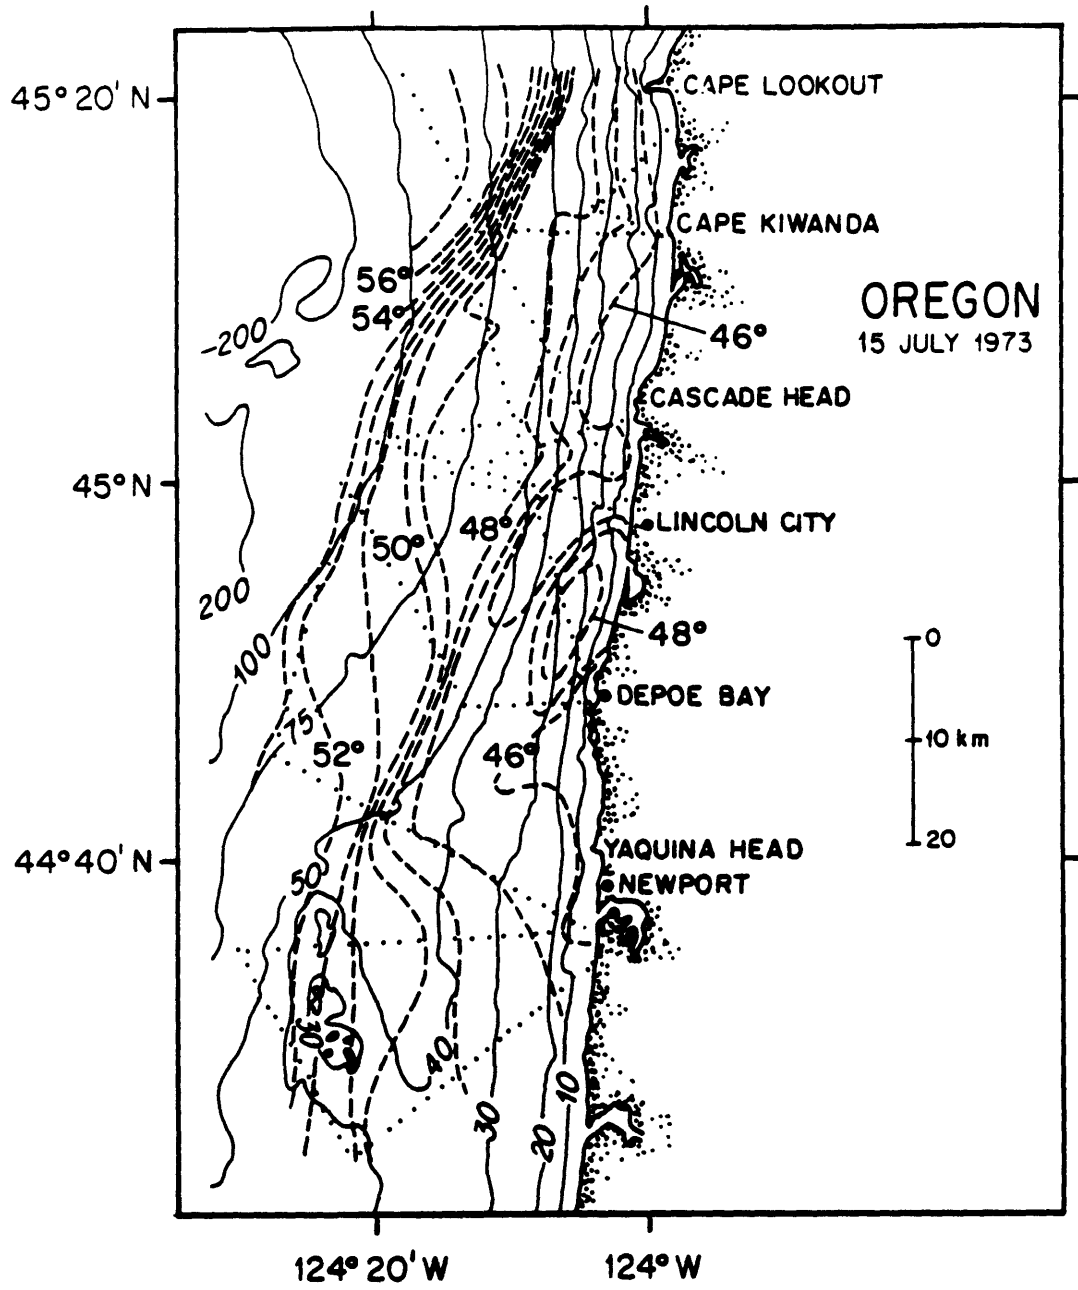 45° 20' N
CAPE LOOKOUT
CAPE KIWANDA
56°
54°
OREGON
-200
46°
15 JULY 1973
CASCADE HEAD
45° N
48°
LINCOLN CITY
50°
200
48°
0
100
DEPOE BAY
75
52°
46°
10 km
44° 40' N
YAQUINA HEAD
20
50
NEWPORT
30
40
10
30
20
124° 20' W
124° W